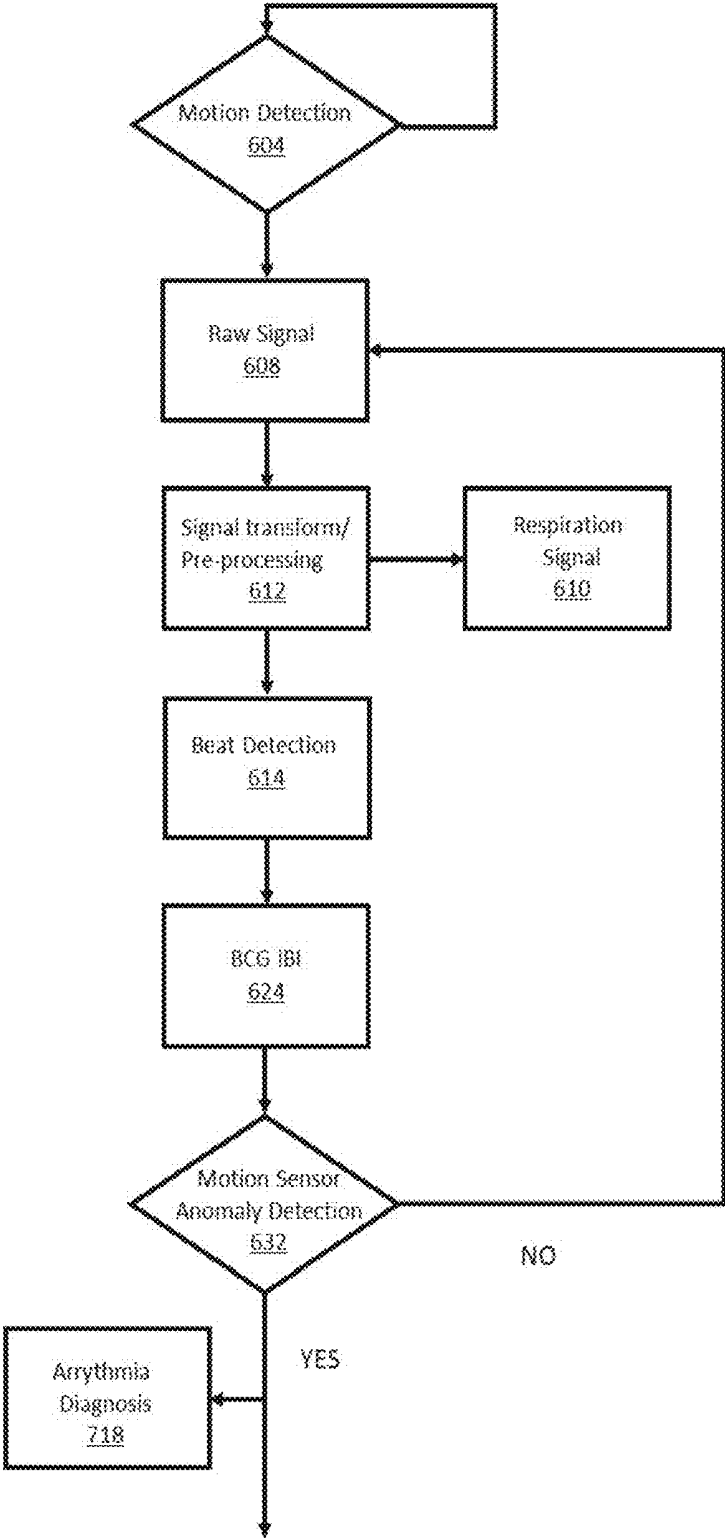 Motion Detection
604
Raw Signal
608
Signal transform/
Pre-processing
612
Respiration
Signal
610
Beat Detection
614
BCG IBI
624
Motion Sensor
Anomaly Detection
632
NO
YES
Arrythmia
Diagnosis
718